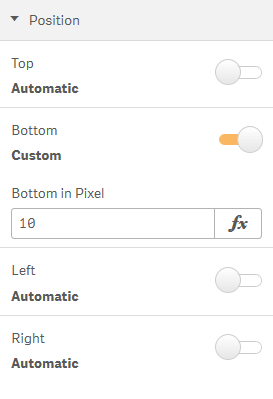 Position
Top
Automatic
Bottom
Custom
Bottom in Pixel
10
fx
Left
Automatic
Right
Automatic